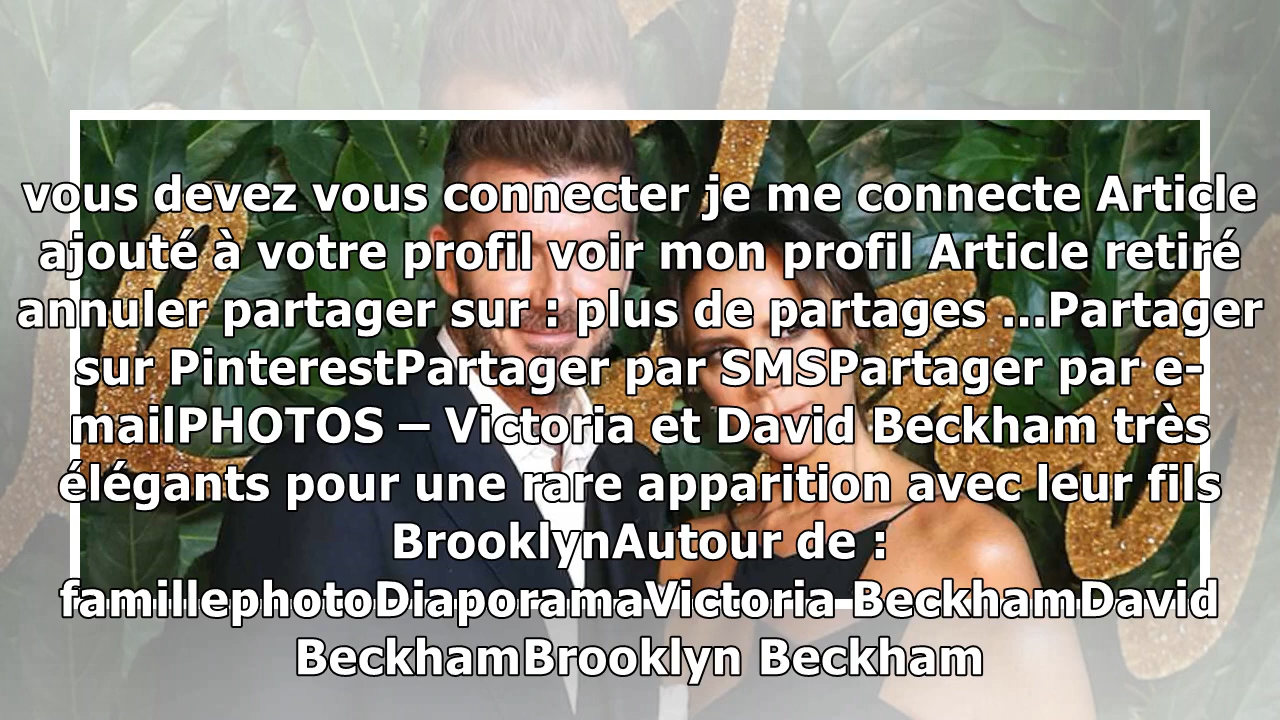 vous devez vous connecter je me connecte Article
ajouté à votre profil voir mon profil Article retiré
annuler partager sur : plus de partages ...Partager
sur PinterestPartager par SMSPartager par e-
mailPHOTOS – Victoria et David Beckham très
élégants pour une rare apparition avec leur fils
BrooklynAutour de :
famillephotoDiaporamaVictoria BeckhamDavid
BeckhamBrooklyn Beckham